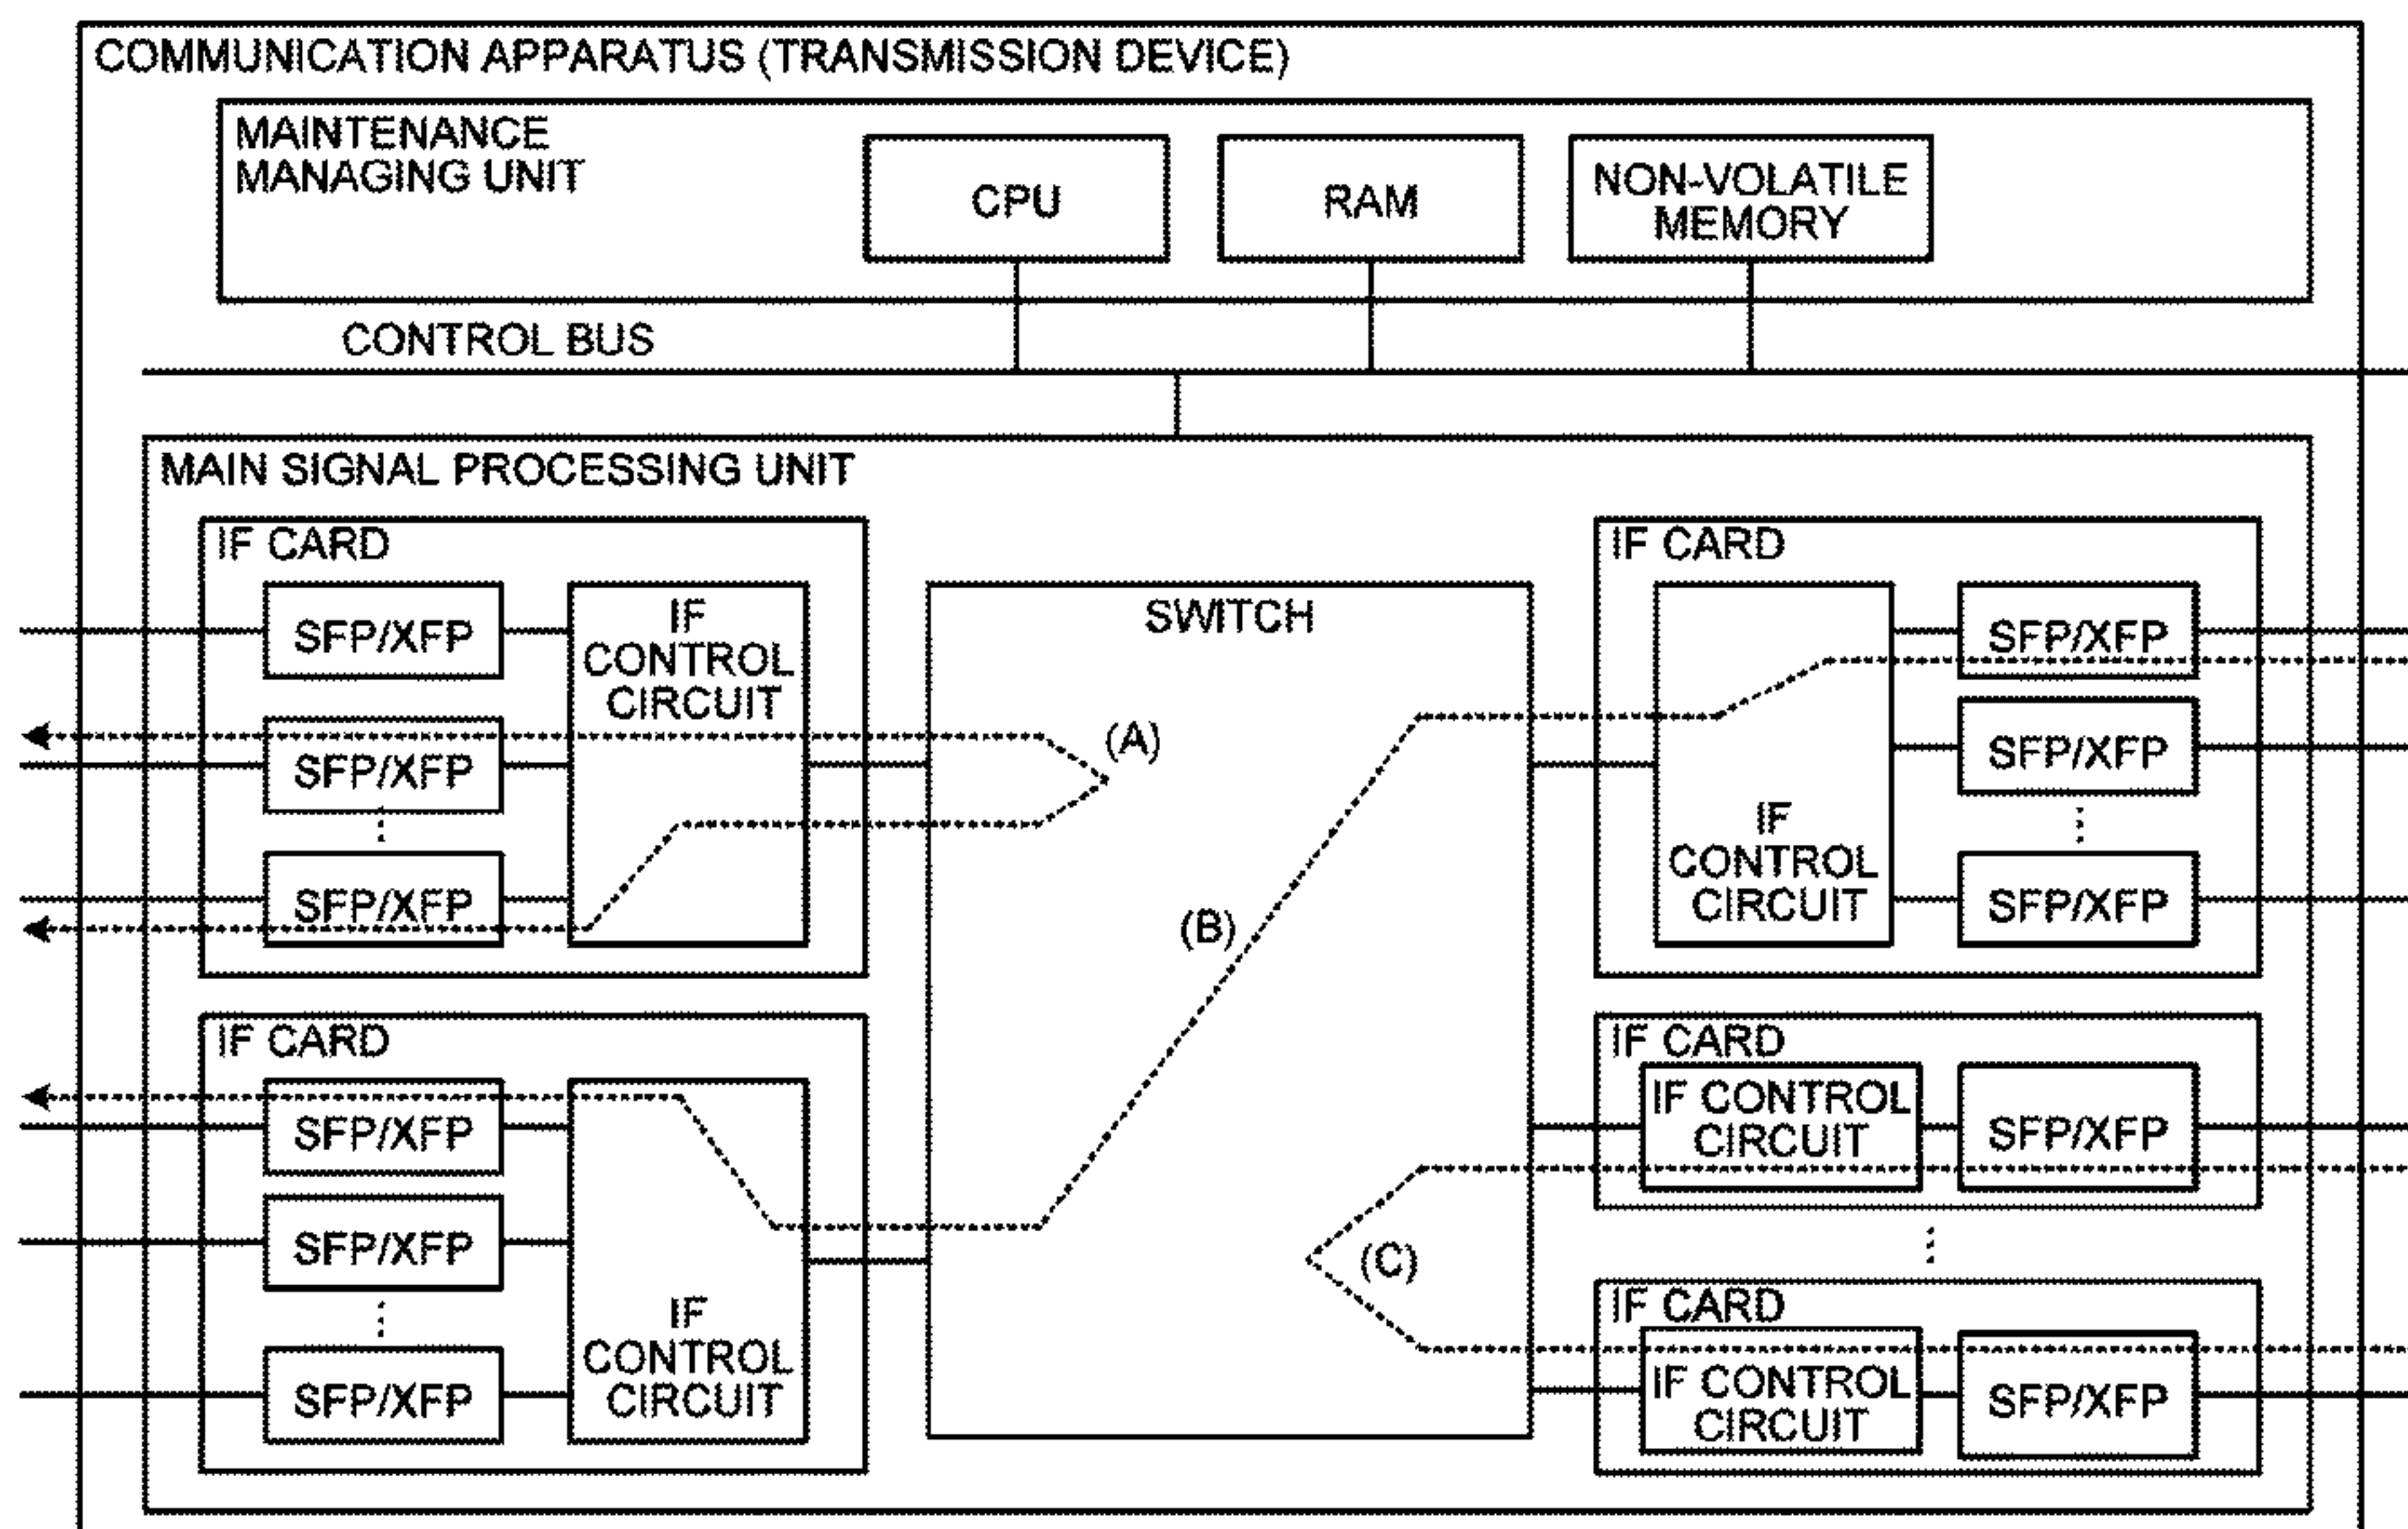 COMMUNICATION APPARATUS (TRANSMISSION DEVICE)
MAINTENANCE
MANAGING UNIT
CPU
RAM
NON-VOLATILE
MEMORY
CONTROL BUS
MAIN SIGNAL PROCESSING UNIT
IF CARD
SFP/XFP
SFP/XFP
SFP/XFP
IF
CONTROL
CIRCUIT
SWITCH
(A)
(B)
(C)
IF CARD
IF
CONTROL
CIRCUIT
SFP/XFP
SFP/XFP
SFP/XFP
IF CARD
SFP/XFP
SFP/XFP
SFP/XFP
IF
CONTROL
CIRCUIT
IF CARD
IF CONTROL
CIRCUIT
SFP/XFP
IF CARD
IF CONTROL
CIRCUIT
SFP/XFP